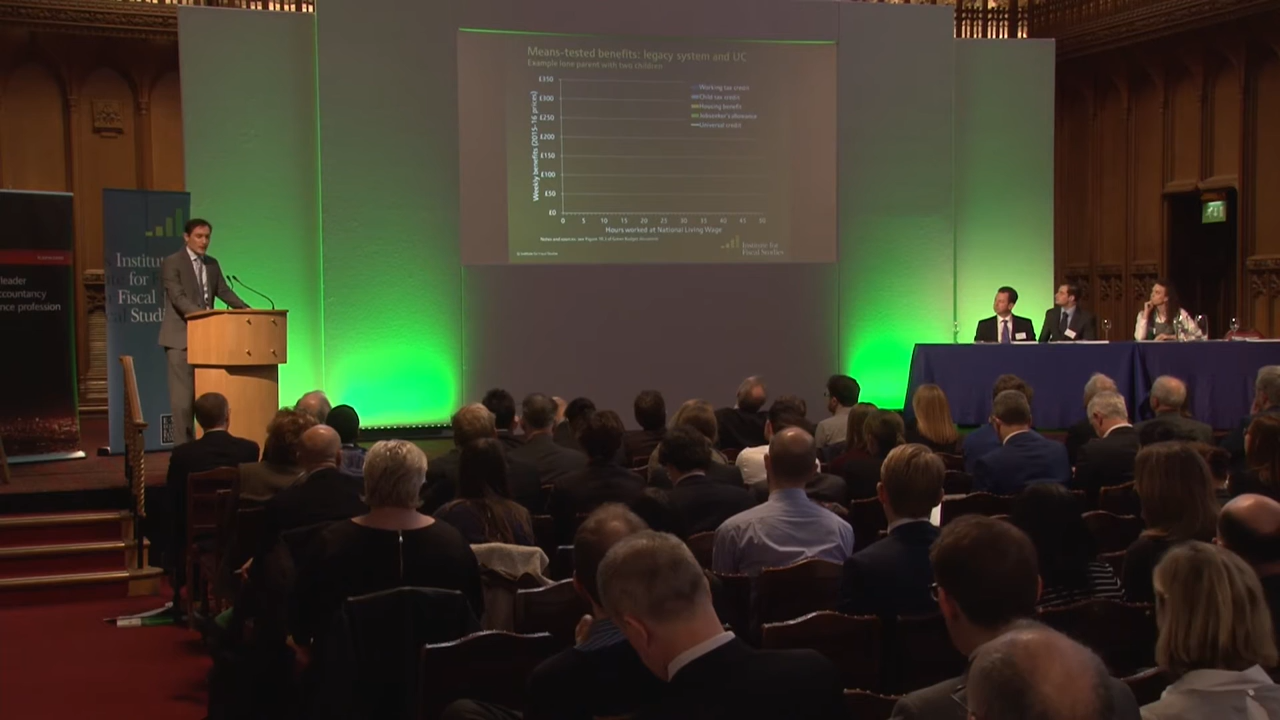 Means-tested benefits: legacy system and UC
Example lone parent with two children
£350
£300
£250
£200
£150
£100
£50
£0
Weekly benefits (2015-16 prices)
Working tax credit
Child tax credit
Housing benefit
Jobseeker's allowance
Universal credit
0 5 10 15 20 25 30 35 40 45 50
Hours worked at National Living Wage
Institute for
Fiscal Studies
leader
accountancy
nce profession
Institu
for
Fiscal
Studi